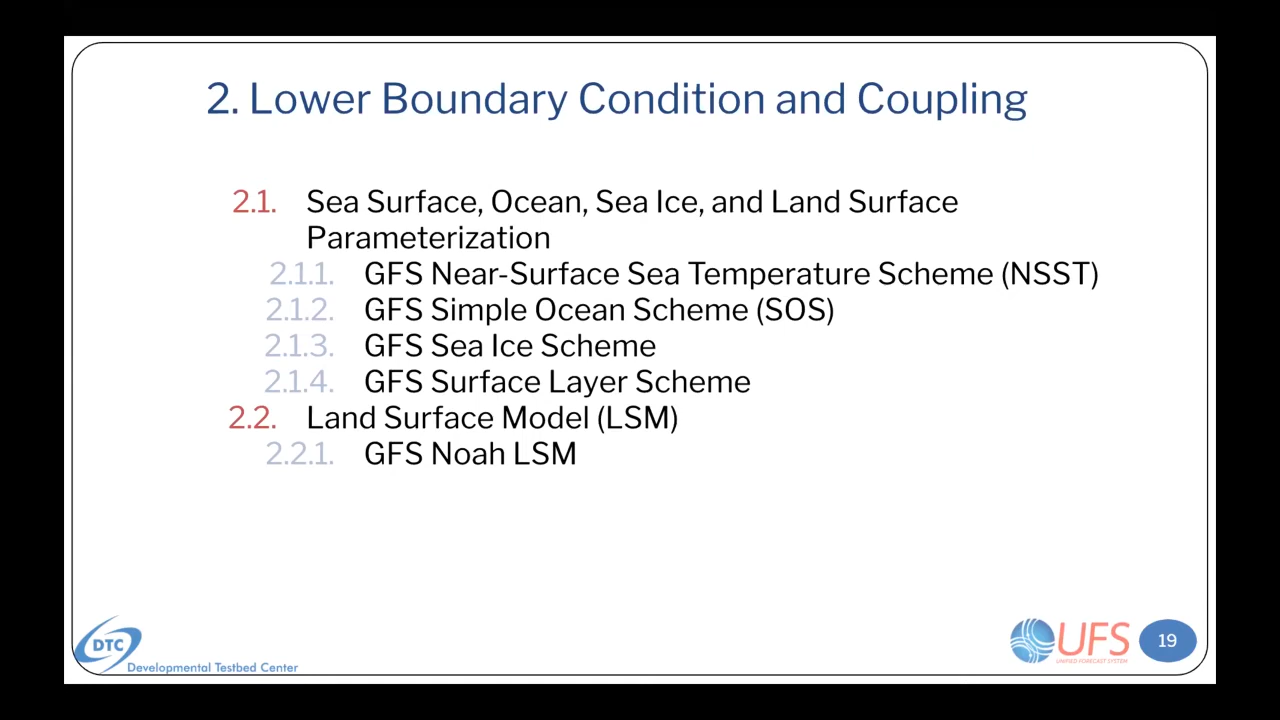 2. Lower Boundary Condition and Coupling
2.1. Sea Surface, Ocean, Sea Ice, and Land Surface
Parameterization
2.1.1. GFS Near-Surface Sea Temperature Scheme (NSST)
2.1.2. GFS Simple Ocean Scheme (SOS)
2.1.3. GFS Sea Ice Scheme
2.1.4. GFS Surface Layer Scheme
2.2. Land Surface Model (LSM)
2.2.1. GFS Noah LSM
DTC
Developmental Testbed Center
UFS
UNIFIED FORECAST SYSTEM
19